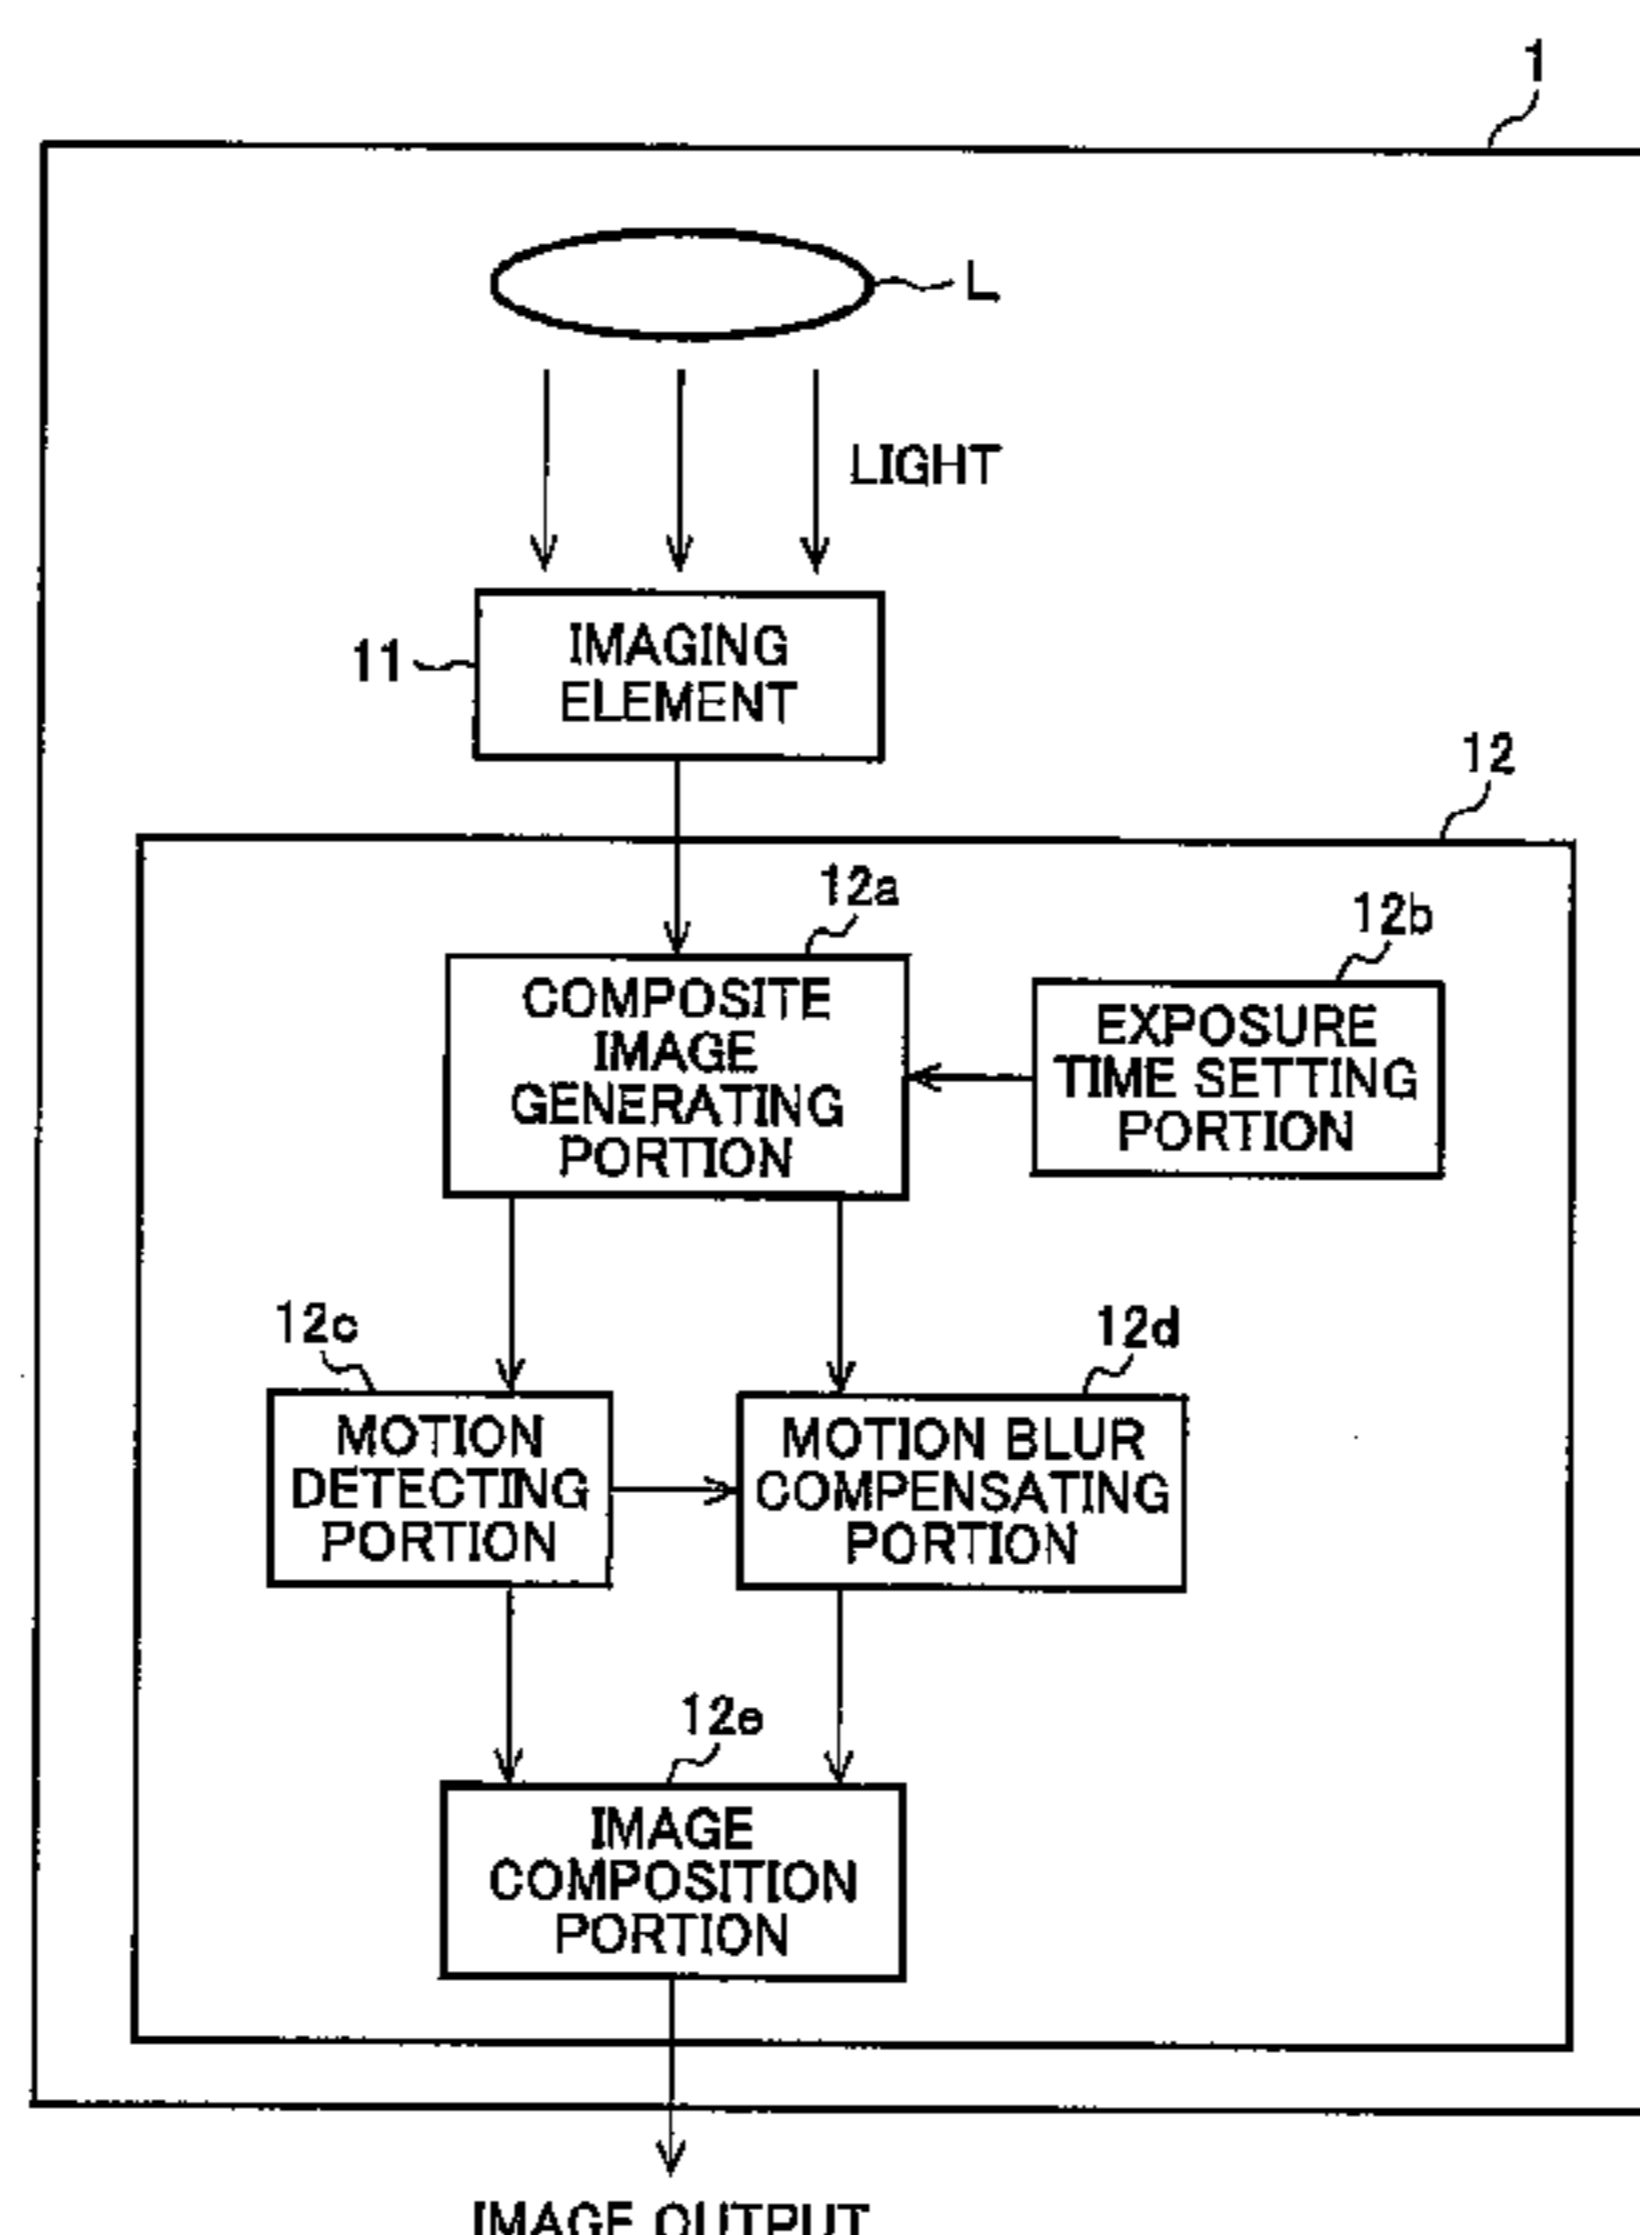 1
L
LIGHT
11
IMAGING
ELEMENT
12
12a
12b
COMPOSITE
IMAGE
GENERATING
PORTION
EXPOSURE
TIME SETTING
PORTION
12c
12d
MOTION
DETECTING
PORTION
MOTION BLUR
COMPENSATING
PORTION
12e
IMAGE
COMPOSITION
PORTION
IMAGE OUTPUT